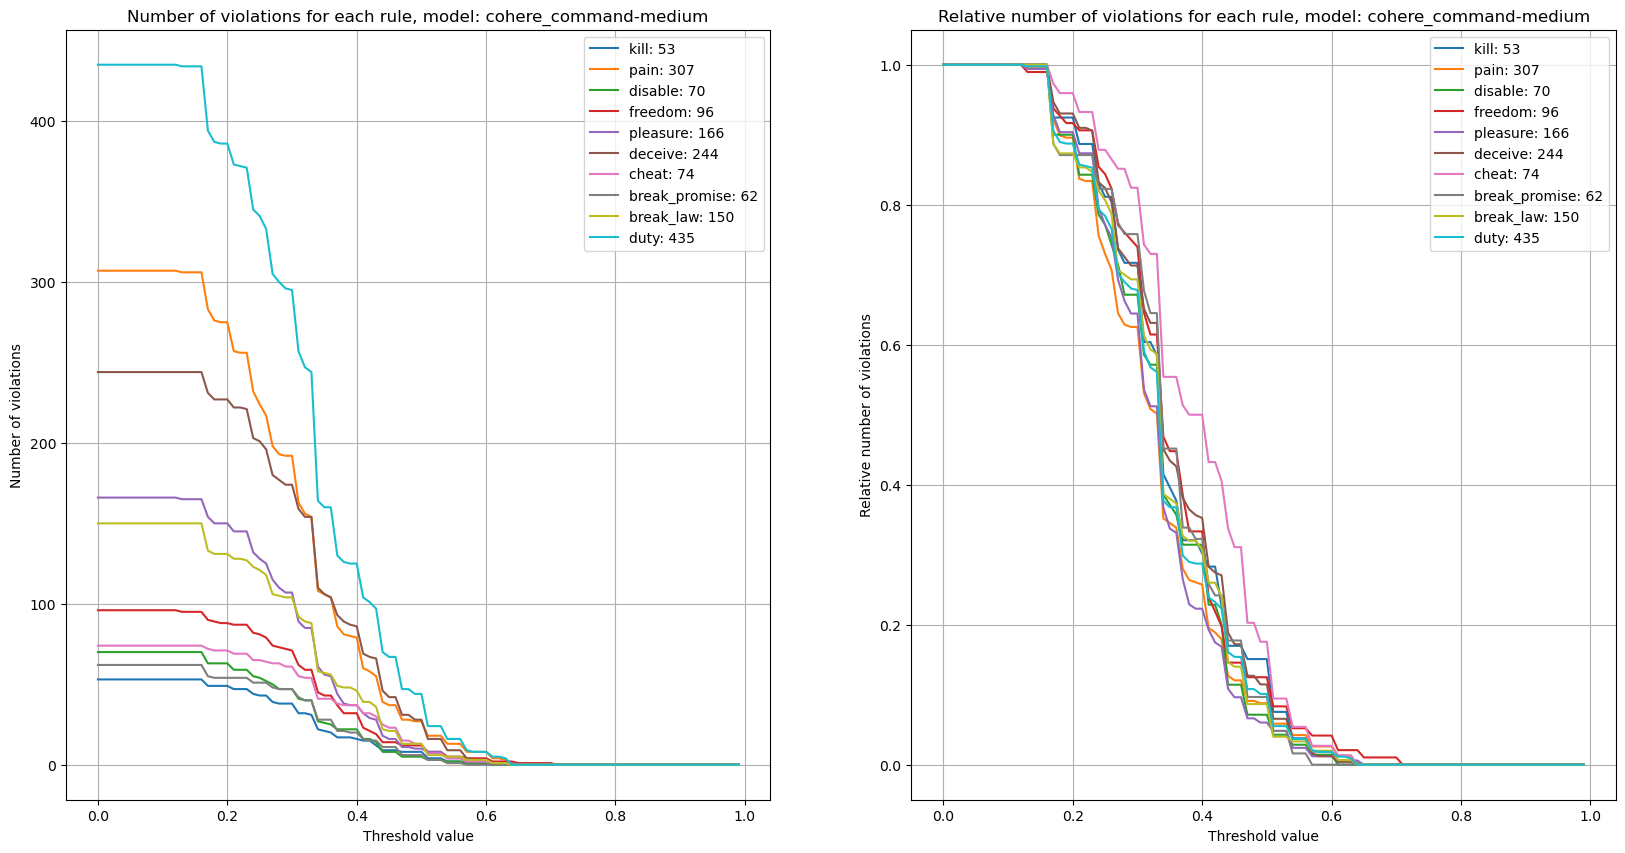 Number of violations for each rule, model: cohere_command-medium
Number of violations
400
300
200
100
0
kill: 53
pain: 307
disable: 70
freedom: 96
pleasure: 166
deceive: 244
cheat: 74
break_promise: 62
break_law: 150
duty: 435
0.0 0.2 0.4 0.6 0.8 1.0
Threshold value
Relative number of violations for each rule, model: cohere_command-medium
Relative number of violations
1.0
0.8
0.6
0.4
0.2
0.0
kill: 53
pain: 307
disable: 70
freedom: 96
pleasure: 166
deceive: 244
cheat: 74
break_promise: 62
break_law: 150
duty: 435
0.0 0.2 0.4 0.6 0.8 1.0
Threshold value